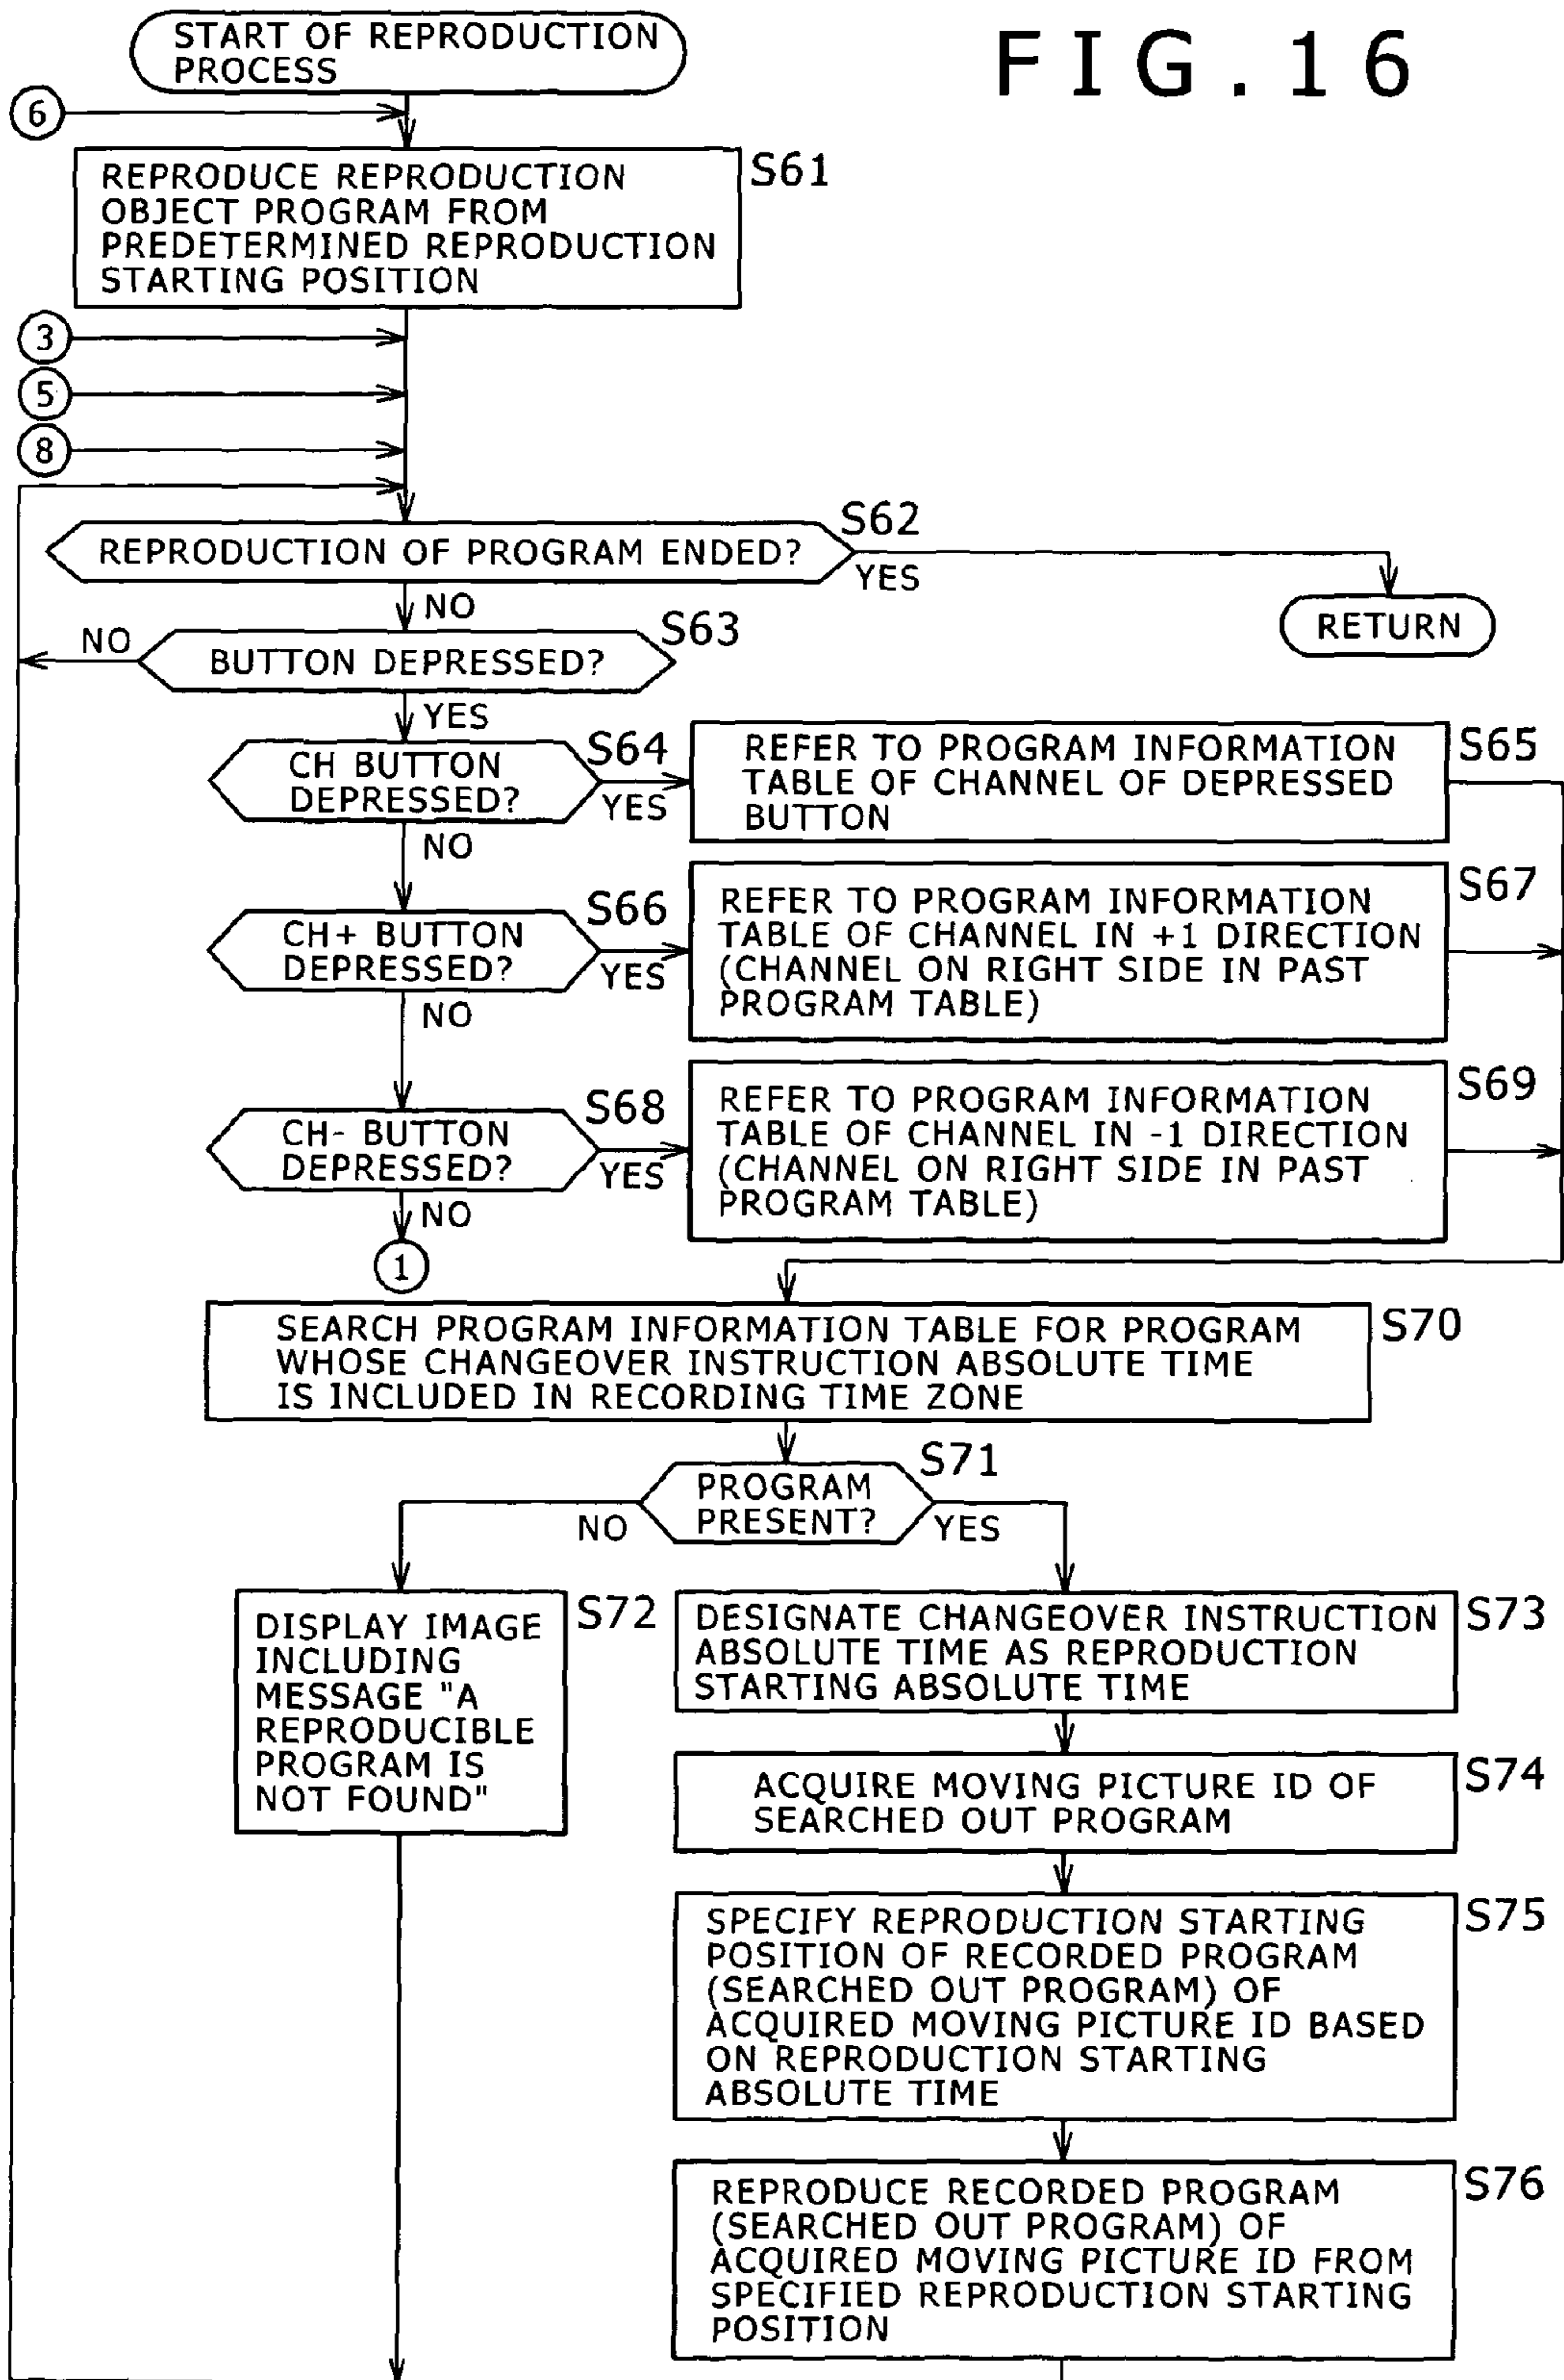 FIG.16
START OF REPRODUCTION
PROCESS
6
REPRODUCE REPRODUCTION
OBJECT PROGRAM FROM
PREDETERMINED REPRODUCTION
STARTING POSITION
S61
3
5
8
REPRODUCTION OF PROGRAM ENDED?
S62
YES
NO
RETURN
BUTTON DEPRESSED?
S63
NO
YES
CH BUTTON
DEPRESSED?
S64
YES
NO
REFER TO PROGRAM INFORMATION
TABLE OF CHANNEL OF DEPRESSED
BUTTON
S65
CH+ BUTTON
DEPRESSED?
S66
YES
NO
REFER TO PROGRAM INFORMATION
TABLE OF CHANNEL IN +1 DIRECTION
(CHANNEL ON RIGHT SIDE IN PAST
PROGRAM TABLE)
S67
CH- BUTTON
DEPRESSED?
S68
YES
NO
REFER TO PROGRAM INFORMATION
TABLE OF CHANNEL IN -1 DIRECTION
(CHANNEL ON RIGHT SIDE IN PAST
PROGRAM TABLE)
S69
1
SEARCH PROGRAM INFORMATION TABLE FOR PROGRAM
WHOSE CHANGEOVER INSTRUCTION ABSOLUTE TIME
IS INCLUDED IN RECORDING TIME ZONE
S70
PROGRAM
PRESENT?
S71
NO
YES
DISPLAY IMAGE
INCLUDING
MESSAGE "A
REPRODUCIBLE
PROGRAM IS
NOT FOUND"
S72
DESIGNATE CHANGEOVER INSTRUCTION
ABSOLUTE TIME AS REPRODUCTION
STARTING ABSOLUTE TIME
S73
ACQUIRE MOVING PICTURE ID OF
SEARCHED OUT PROGRAM
S74
SPECIFY REPRODUCTION STARTING
POSITION OF RECORDED PROGRAM
(SEARCHED OUT PROGRAM) OF
ACQUIRED MOVING PICTURE ID BASED
ON REPRODUCTION STARTING
ABSOLUTE TIME
S75
REPRODUCE RECORDED PROGRAM
(SEARCHED OUT PROGRAM) OF
ACQUIRED MOVING PICTURE ID FROM
SPECIFIED REPRODUCTION STARTING
POSITION
S76